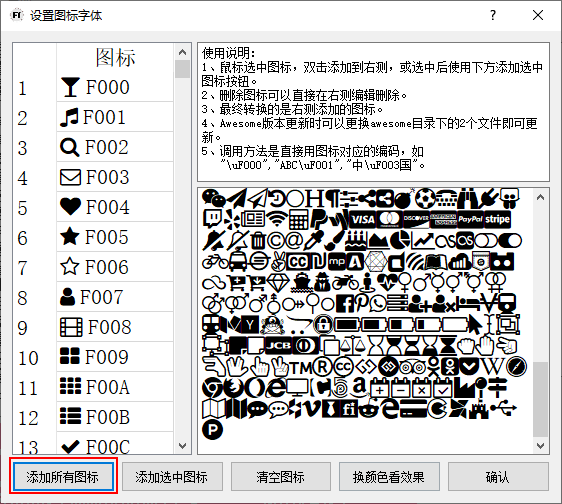 设置图标字体
图标
1 F000
2 F001
3 F002
4 F003
5 F004
6 F005
7 F006
8 F007
9 F008
10 F009
11 F00A
12 F00B
13 F00C
使用说明:
1、鼠标选中图标，双击添加到右测，或选中后使用下方添加选中
图标按钮。
2、删除图标可以直接在右测编辑删除。
3、最终转换的是右测添加的图标。
4、Awesome版本更新时可以更换awesome目录下的2个文件即可更
新。
5、调用方法是直接用图标对应的编码，如
"\uF000","ABC\uF001","中\uF003国"。
VISA DISCOVER PayPal stripe
JCB
添加所有图标 添加选中图标 清空图标 换颜色看效果 确认